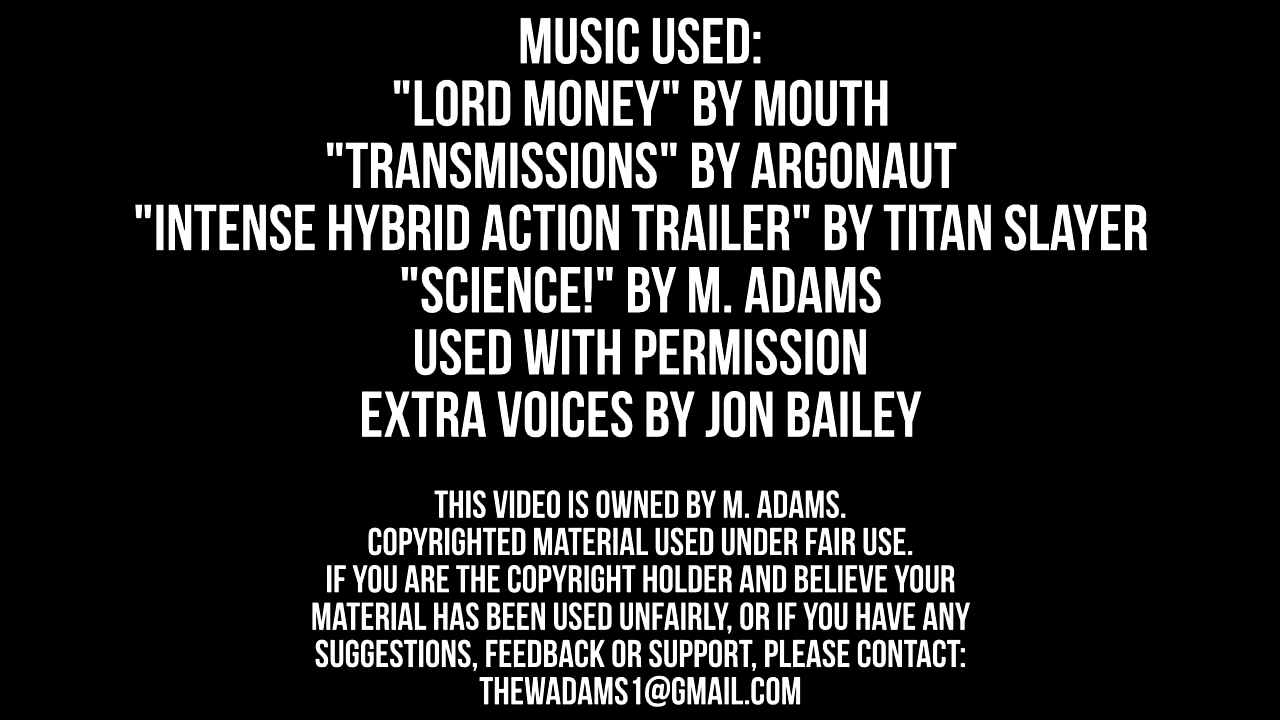 MUSIC USED:
"LORD MONEY" BY MOUTH
"TRANSMISSIONS" BY ARGONAUT
"INTENSE HYBRID ACTION TRAILER" BY TITAN SLAYER
"SCIENCE!" BY M. ADAMS
USED WITH PERMISSION
EXTRA VOICES BY JON BAILEY
THIS VIDEO IS OWNED BY M. ADAMS.
COPYRIGHTED MATERIAL USED UNDER FAIR USE.
IF YOU ARE THE COPYRIGHT HOLDER AND BELIEVE YOUR
MATERIAL HAS BEEN USED UNFAIRLY, OR IF YOU HAVE ANY
SUGGESTIONS, FEEDBACK OR SUPPORT, PLEASE CONTACT:
THEWADAMS1@GMAIL.COM